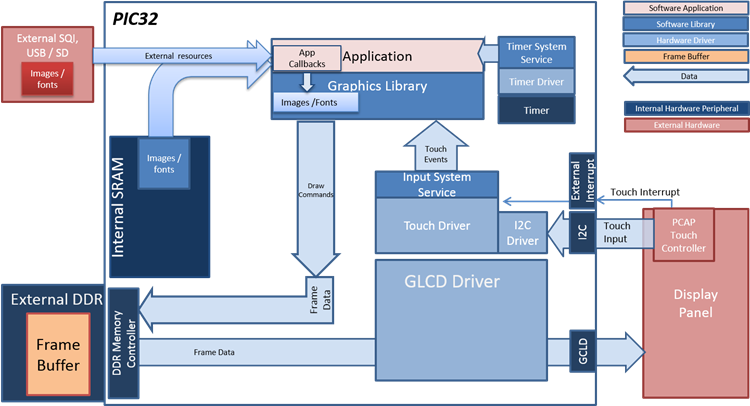 PIC32
External SQI,
USB / SD
Images /
fonts
External resources
App
Callbacks
Application
Graphics Library
Images /Fonts
Timer System
Service
Timer Driver
Timer
Software Application
Software Library
Hardware Driver
Frame Buffer
Data
Internal Hardware Peripheral
External Hardware
Internal SRAM
Images /
fonts
Draw
Commands
Touch
Events
Input System
Service
Touch Driver
I2C
Driver
External
Interrupt
Touch Interrupt
I2C
Touch
Input
PCAP
Touch
Controller
Display
Panel
GLCD Driver
External DDR
Frame
Buffer
DDR Memory
Controller
Frame
Data
Frame Data
GCLD